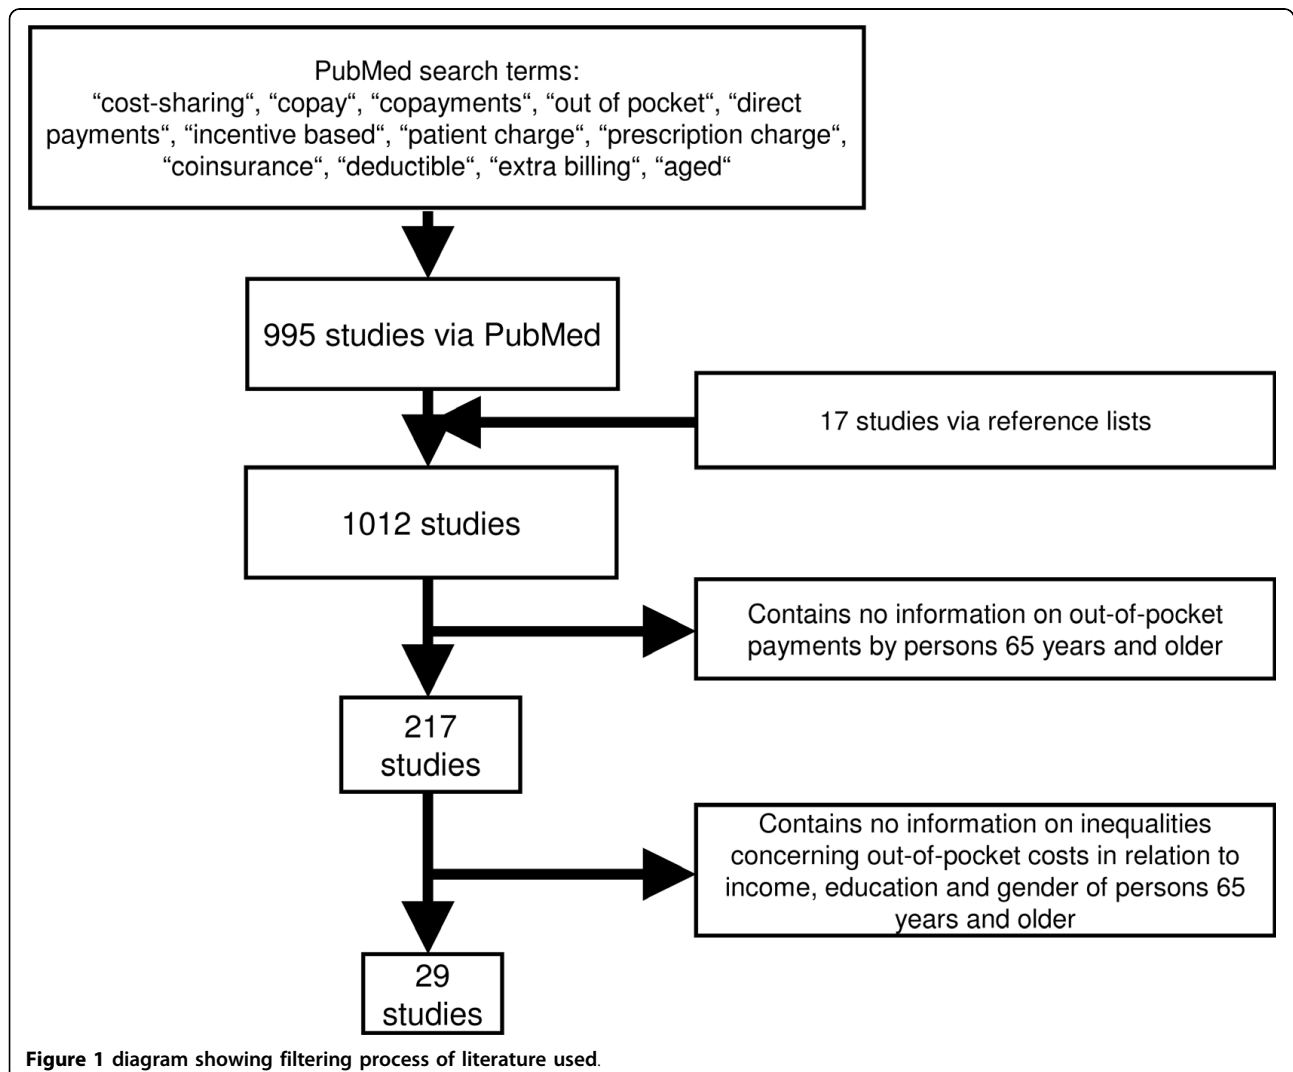 PubMed search terms:
“cost-sharing“, “copay“, “copayments“, “out of pocket“, “direct
payments“, “incentive based“, “patient charge“, “prescription charge“,
“coinsurance“, “deductible“, “extra billing“, “aged“
995 studies via PubMed
17 studies via reference lists
1012 studies
Contains no information on out-of-pocket
payments by persons 65 years and older
217
studies
Contains no information on inequalities
concerning out-of-pocket costs in relation to
income, education and gender of persons 65
years and older
29
studies
Figure 1 diagram showing filtering process of literature used.